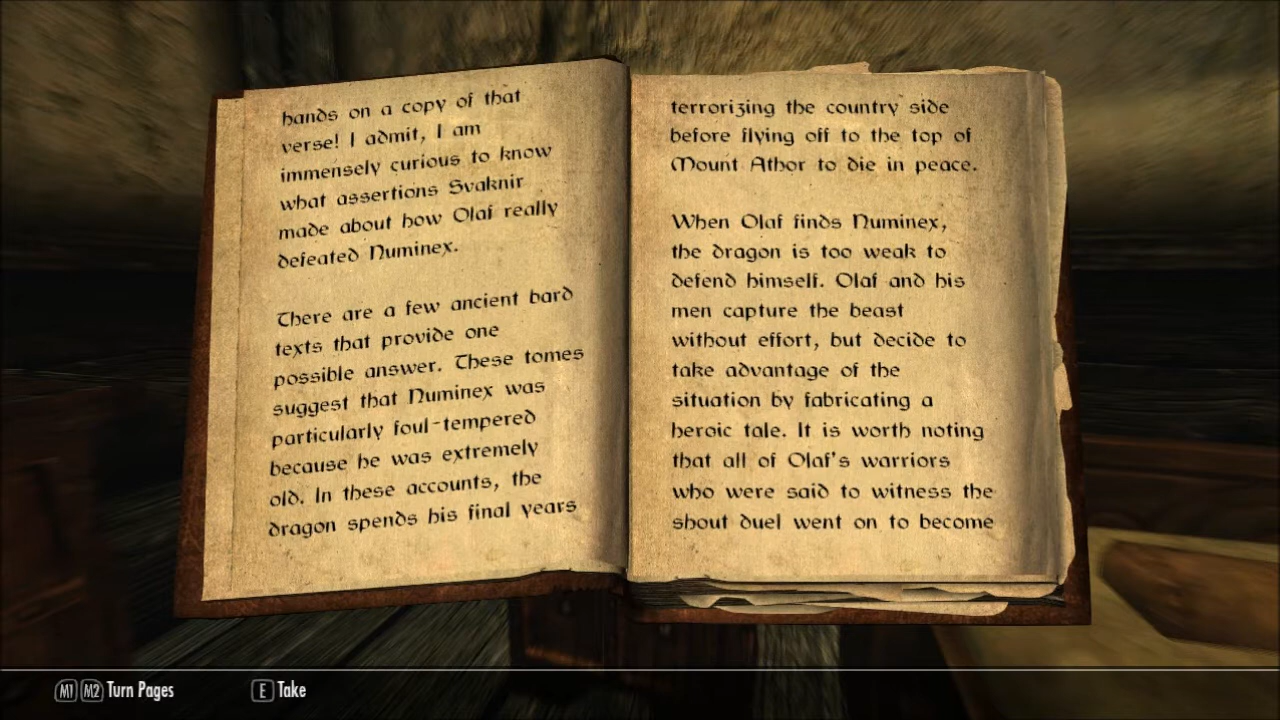 hands on a copy of that
verse! I admit, I am
immensely curious to know
what assertions Svaknir
made about how Olaf really
defeated Numinex.
There are a few ancient bard
texts that provide one
possible answer. These tomes
suggest that Numinex was
particularly foul-tempered
because he was extremely
old. In these accounts, the
dragon spends his final years
terrorizing the country side
before flying off to the top of
Mount Athor to die in peace.
When Olaf finds Numinex,
the dragon is too weak to
defend himself. Olaf and his
men capture the beast
without effort, but decide to
take advantage of the
situation by fabricating a
heroic tale. It is worth noting
that all of Olaf's warriors
who were said to witness the
shout duel went on to become
M1 M2 Turn Pages
E Take